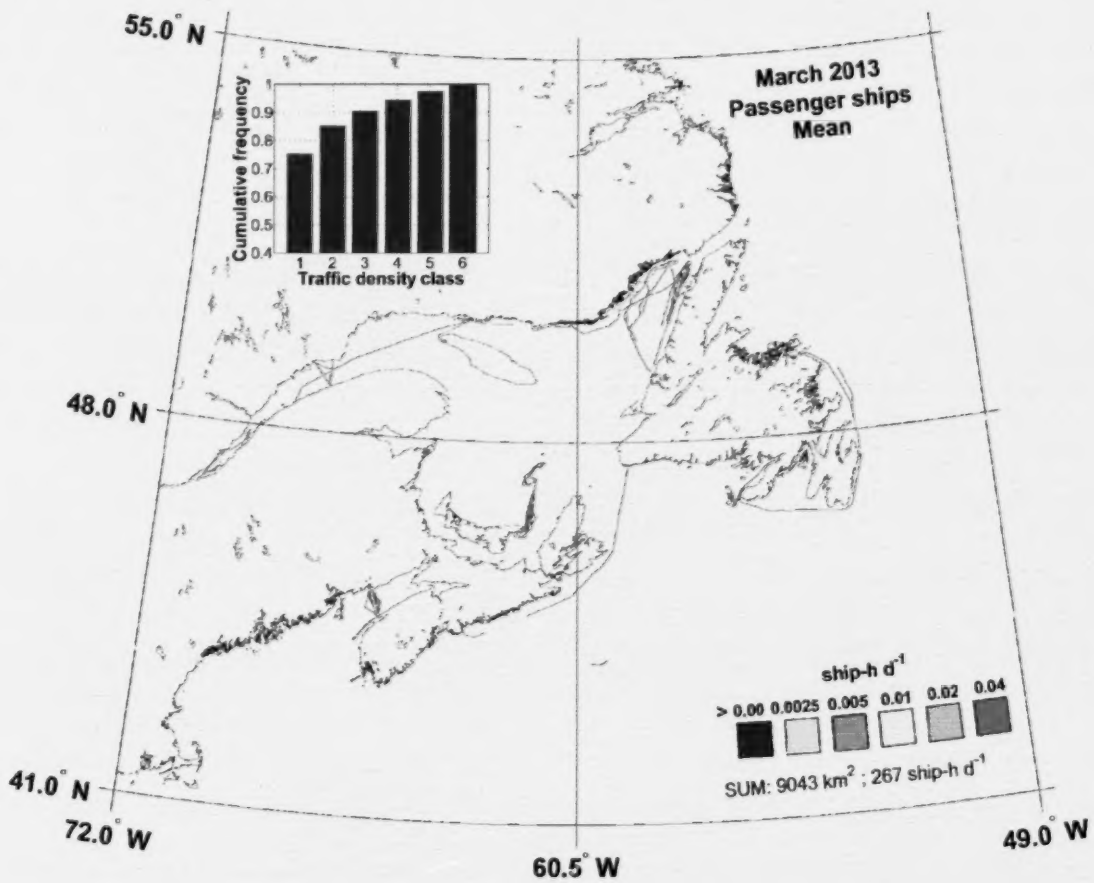 55.0° N
March 2013
Passenger ships
Mean
Cumulative frequency
1
0.9
0.8
0.7
0.6
0.5
0.4
1 2 3 4 5 6
Traffic density class
48.0° N
ship-h d⁻¹
> 0.00 0.0025 0.005 0.01 0.02 0.04
SUM: 9043 km² ; 267 ship-h d⁻¹
41.0° N
72.0° W
60.5° W
49.0° W